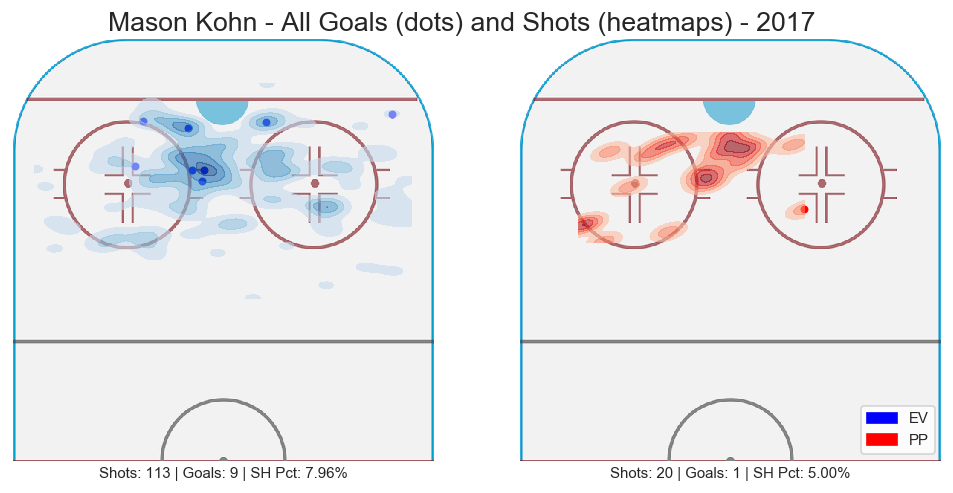 Mason Kohn - All Goals (dots) and Shots (heatmaps) - 2017
EV
PP
Shots: 113 | Goals: 9 | SH Pct: 7.96%
Shots: 20 | Goals: 1 | SH Pct: 5.00%